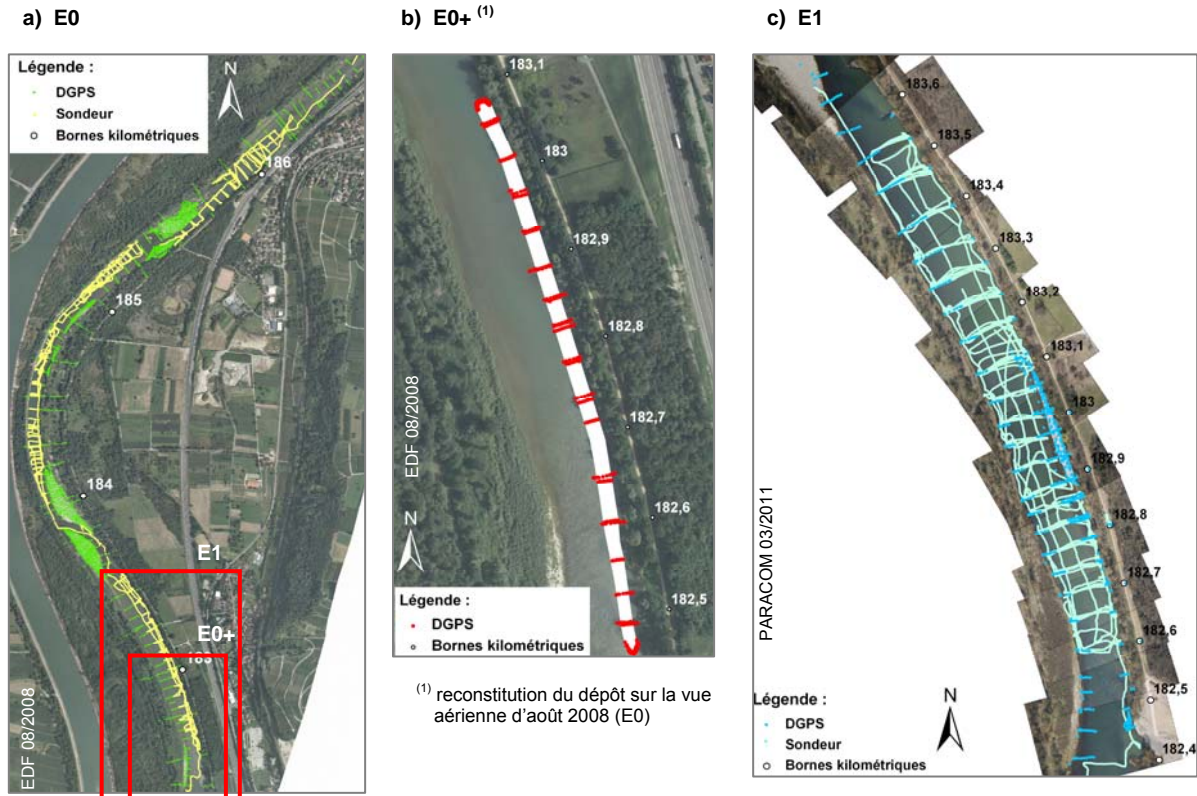 a) E0
Légende :
DGPS
Sondeur
Bornes kilométriques
N
186
185
184
E1
E0+
183
EDF 08/2008
b) E0+ (1)
183,1
183
182,9
182,8
182,7
182,6
182,5
EDF 08/2008
N
Légende :
DGPS
Bornes kilométriques
(1) reconstitution du dépôt sur la vue
aérienne d'août 2008 (E0)
c) E1
183,6
183,5
183,4
183,3
183,2
183,1
183
182,9
182,8
182,7
182,6
182,5
182,4
PARACOM 03/2011
Légende :
DGPS
Sondeur
Bornes kilométriques
N